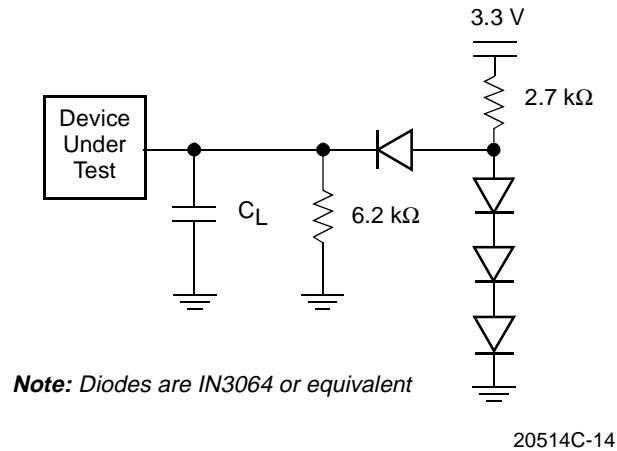 3.3 V
2.7 kΩ
Device
Under
Test
CL
6.2 kΩ
Note: Diodes are IN3064 or equivalent
20514C-14